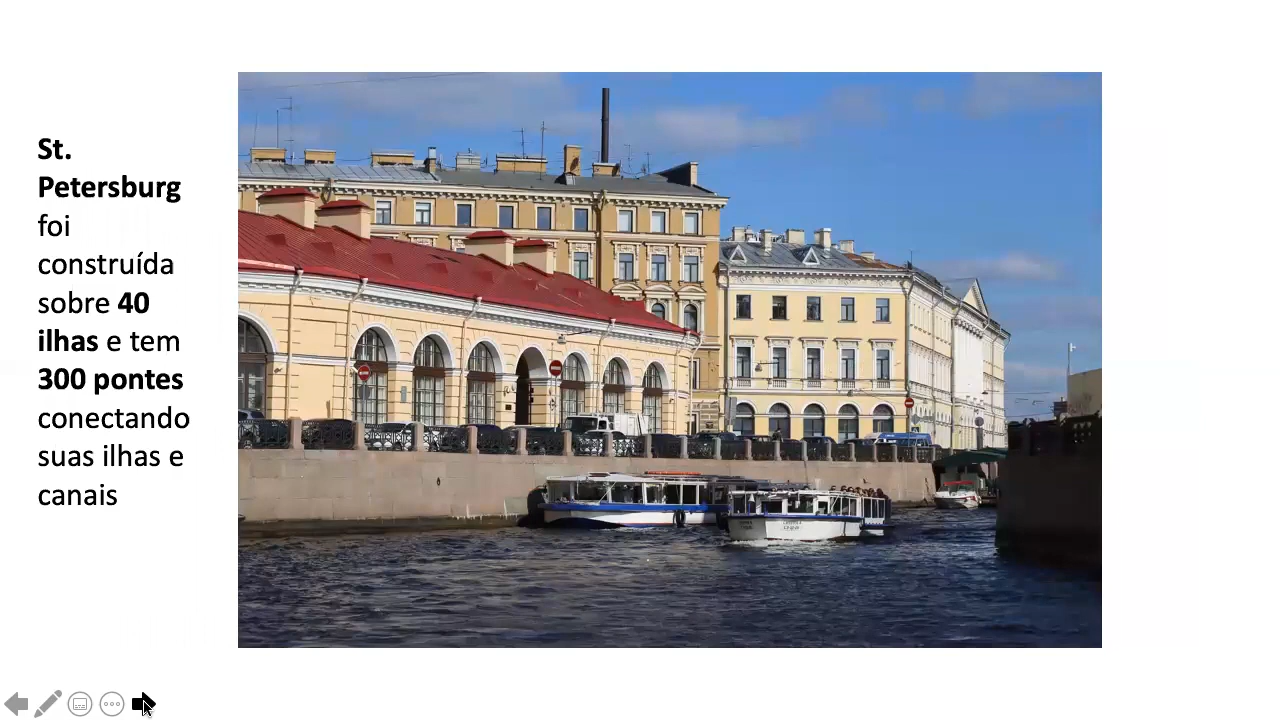 St.
Petersburg
foi
construída
sobre 40
ilhas e tem
300 pontes
conectando
suas ilhas e
canais